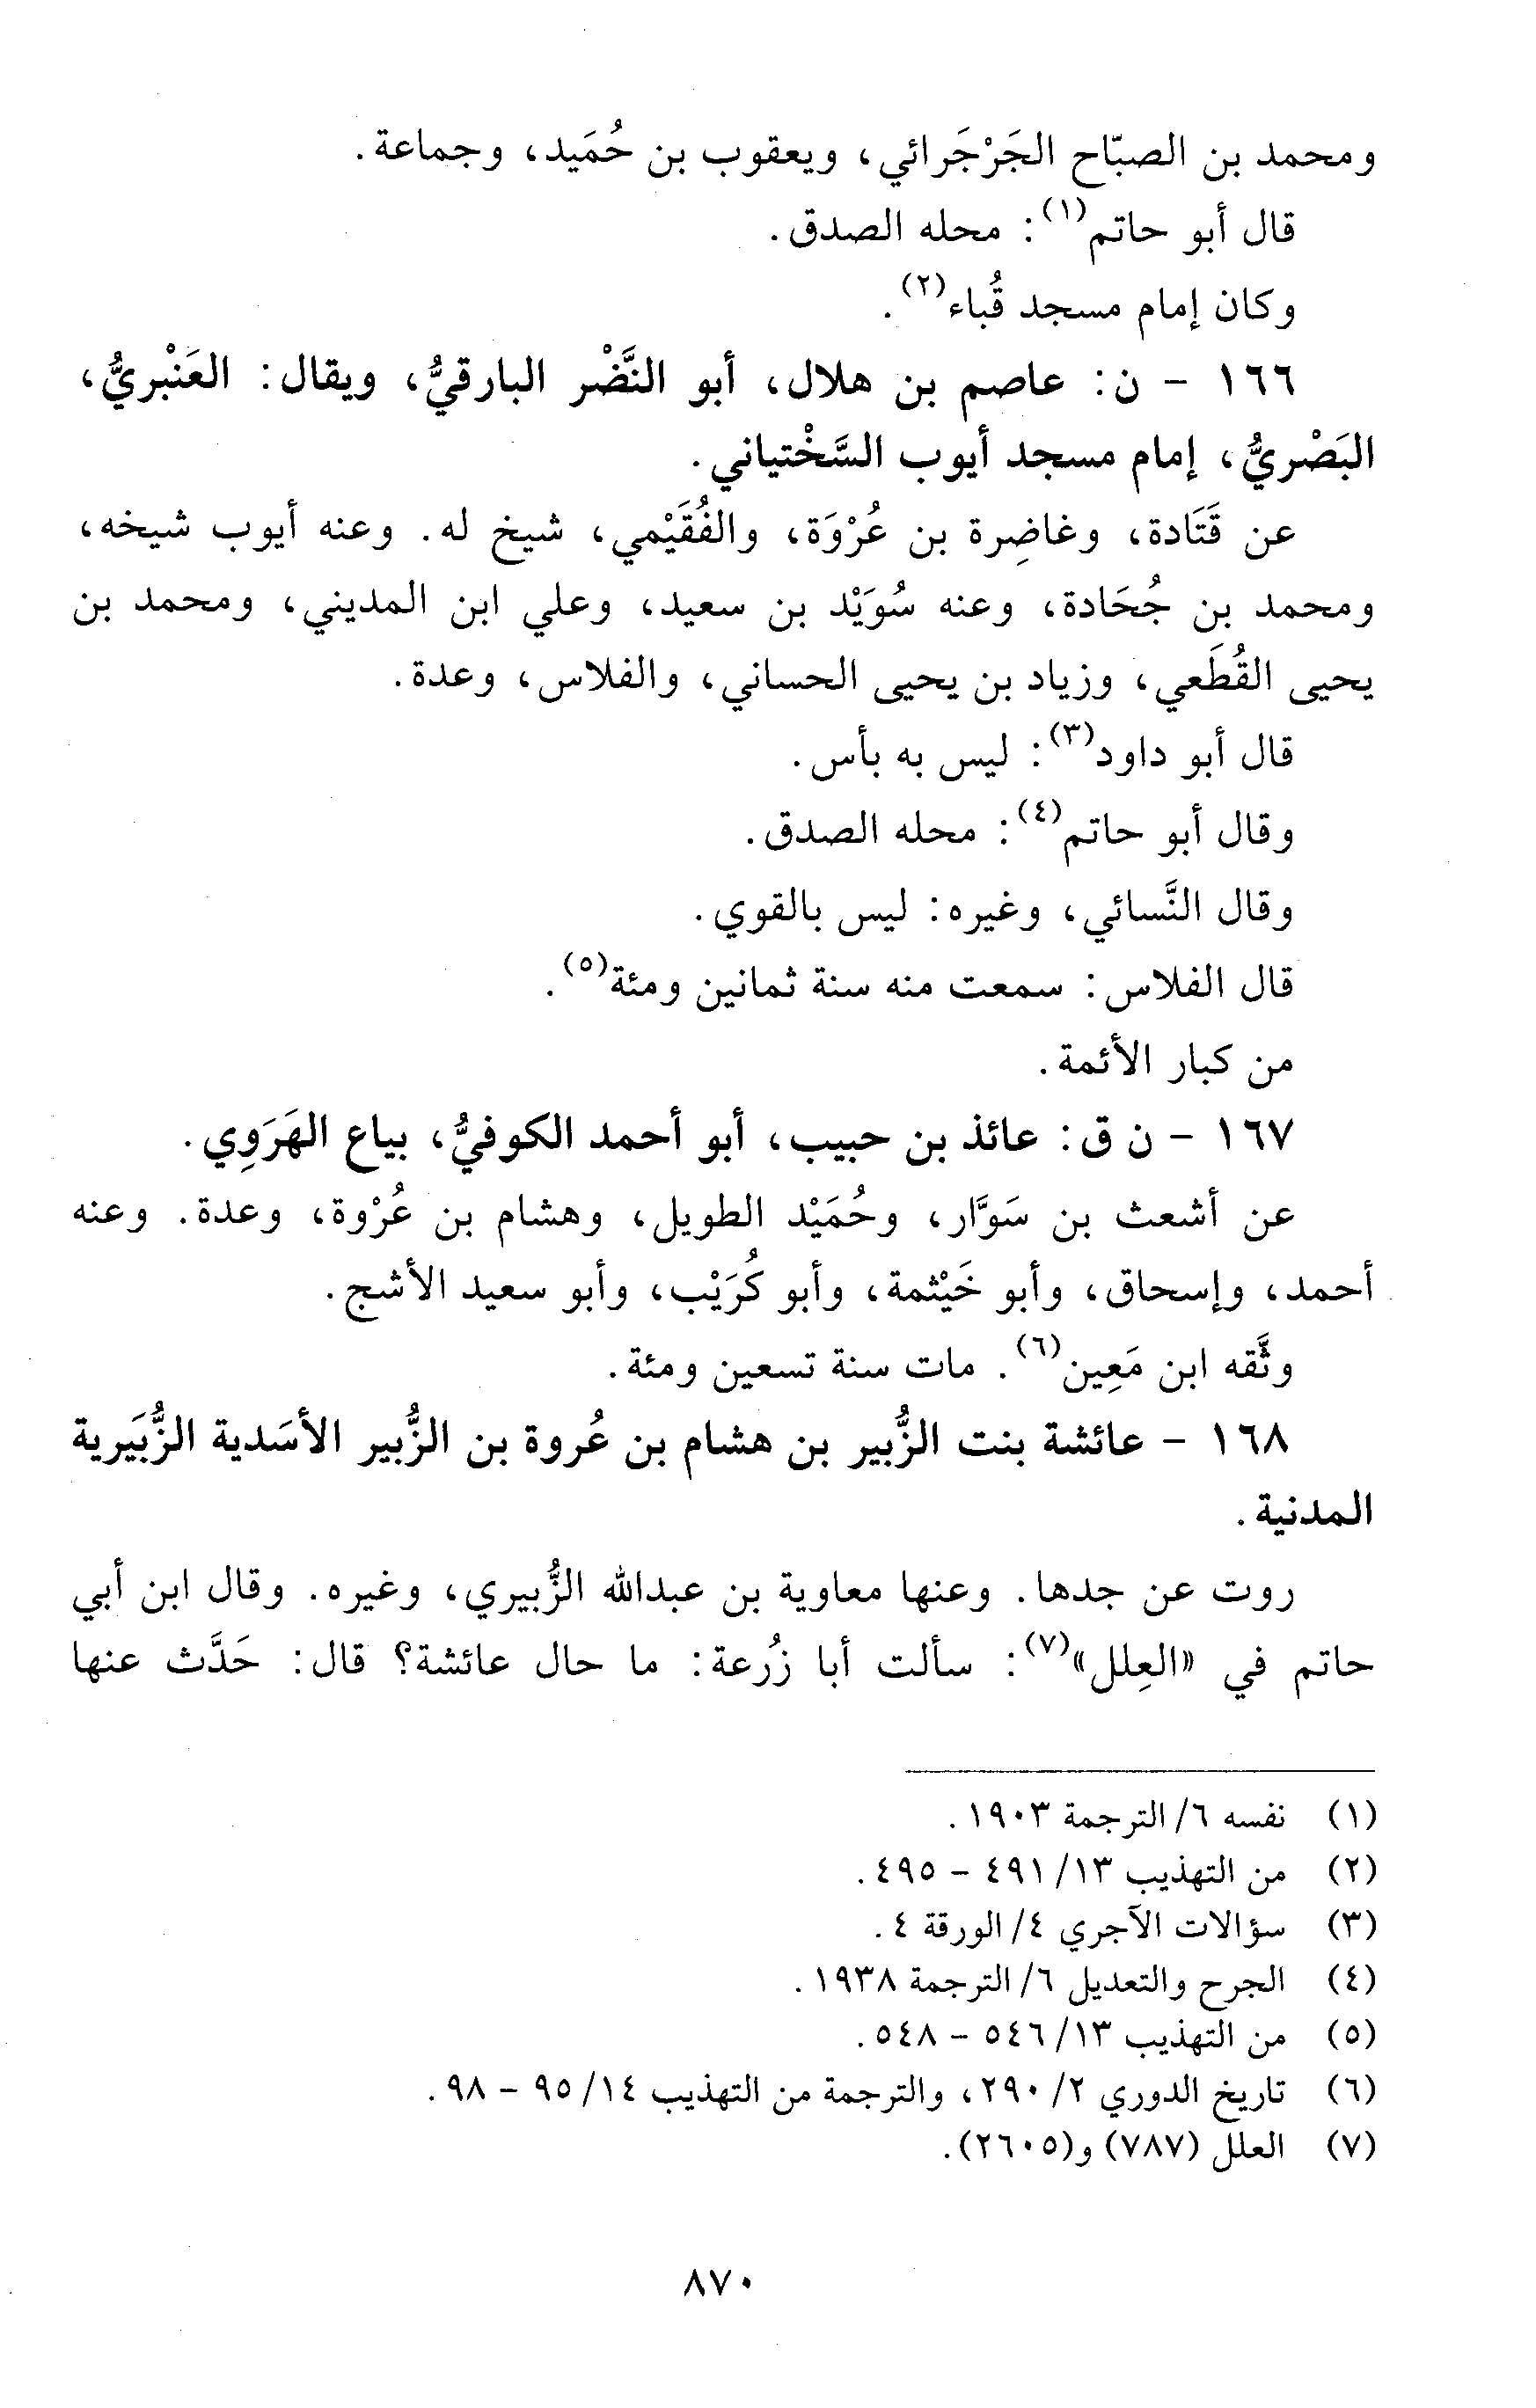 ومحمد بن الصبّاح الجَرْجَرائي، ويعقوب بن حُمَيد، وجماعة.
قال أبو حاتم(١): محله الصدق.
وكان إمام مسجد قُباء(٢).
١٦٦ - ن: عاصم بن هلال، أبو النَّضْر البارقيُّ، ويقال: العَنْبريُّ،
البَصْريُّ، إمام مسجد أيوب السَّخْتياني.
عن قَتَادة، وغاضِرة بن عُرْوَة، والفُقَيْمي، شيخ له. وعنه أيوب شيخه،
ومحمد بن جُحَادة، وعنه سُوَيْد بن سعيد، وعلي ابن المديني، ومحمد بن
يحيى القُطَعي، وزياد بن يحيى الحساني، والفلاس، وعدة.
قال أبو داود(٣): ليس به بأس.
وقال أبو حاتم(٤): محله الصدق.
وقال النَّسائي، وغيره: ليس بالقوي.
قال الفلاس: سمعت منه سنة ثمانين ومئة(٥).
من كبار الأئمة.
١٦٧ - ن ق: عائذ بن حبيب، أبو أحمد الكوفيُّ، بياع الهَرَوِي.
عن أشعث بن سَوَّار، وحُمَيْد الطويل، وهشام بن عُرْوة، وعدة. وعنه
أحمد، وإسحاق، وأبو خَيْثمة، وأبو كُرَيْب، وأبو سعيد الأشج.
وثَّقه ابن مَعِين(٦). مات سنة تسعين ومئة.
١٦٨ - عائشة بنت الزُّبير بن هشام بن عُروة بن الزُّبير الأسَدية الزُّبَيرية
المدنية.
روت عن جدها. وعنها معاوية بن عبدالله الزُّبيري، وغيره. وقال ابن أبي
حاتم في «العِلل»(٧): سألت أبا زُرعة: ما حال عائشة؟ قال: حَدَّث عنها
(١) نفسه ٦/ الترجمة ١٩٠٣.
(٢) من التهذيب ١٣/ ٤٩١ - ٤٩٥.
(٣) سؤالات الآجري ٤/ الورقة ٤.
(٤) الجرح والتعديل ٦/ الترجمة ١٩٣٨.
(٥) من التهذيب ١٣/ ٥٤٦ - ٥٤٨.
(٦) تاريخ الدوري ٢/ ٢٩٠، والترجمة من التهذيب ١٤/ ٩٥ - ٩٨.
(٧) العلل (٧٨٧) و(٢٦٠٥).
٨٧٠